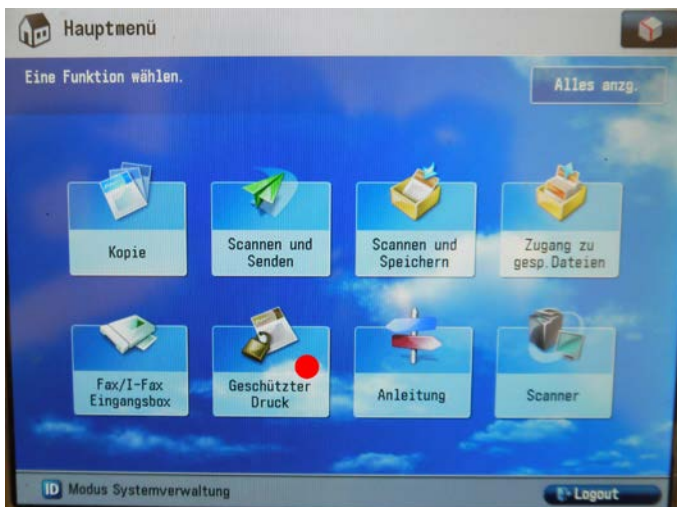 Hauptmenü
Eine Funktion wählen.
Alles anzg.
Kopie
Scannen und
Senden
Scannen und
Speichern
Zugang zu
gesp.Dateien
Fax/I-Fax
Eingangsbox
Geschützter
Druck
Anleitung
Scanner
ID Modus Systemverwaltung
Logout